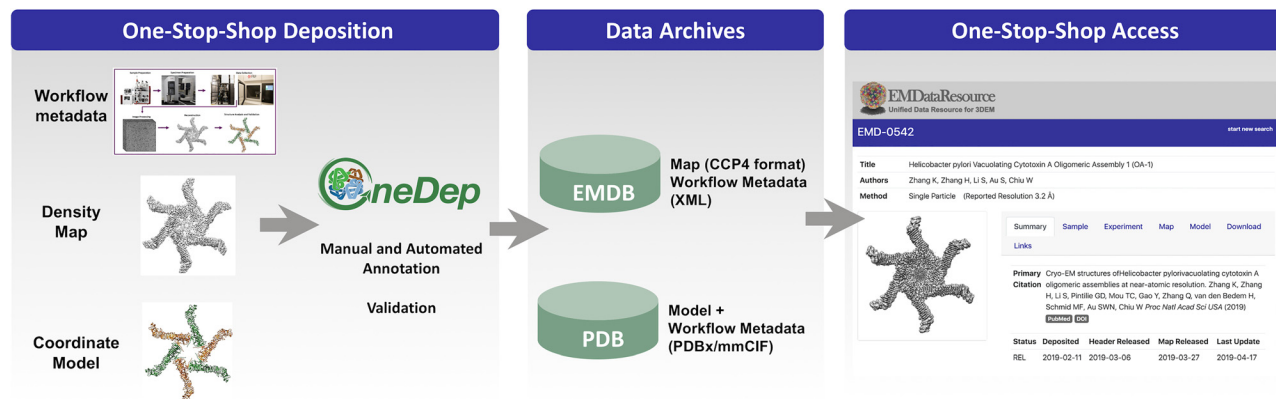 One-Stop-Shop Deposition
Workflow
metadata
Density
Map
Coordinate
Model
OneDep
Manual and Automated
Annotation
Validation
Data Archives
EMDB
Map (CCP4 format)
Workflow Metadata
(XML)
PDB
Model +
Workflow Metadata
(PDBx/mmCIF)
One-Stop-Shop Access
EMDataResource
Unified Data Resource for 3DEM
EMD-0542 start new search
Title Helicobacter pylori Vacuolating Cytotoxin A Oligomeric Assembly 1 (OA-1)
Authors Zhang K, Zhang H, Li S, Au S, Chiu W
Method Single Particle (Reported Resolution 3.2 Å)
Summary Sample Experiment Map Model Download
Links
Primary Cryo-EM structures ofHelicobacter pylorivacuolating cytotoxin A
Citation oligomeric assemblies at near-atomic resolution. Zhang K, Zhang
H, Li S, Pintilie GD, Mou TC, Gao Y, Zhang Q, van den Bedem H,
Schmid MF, Au SWN, Chiu W Proc Natl Acad Sci USA (2019)
PubMed DOI
Status Deposited Header Released Map Released Last Update
REL 2019-02-11 2019-03-06 2019-03-27 2019-04-17